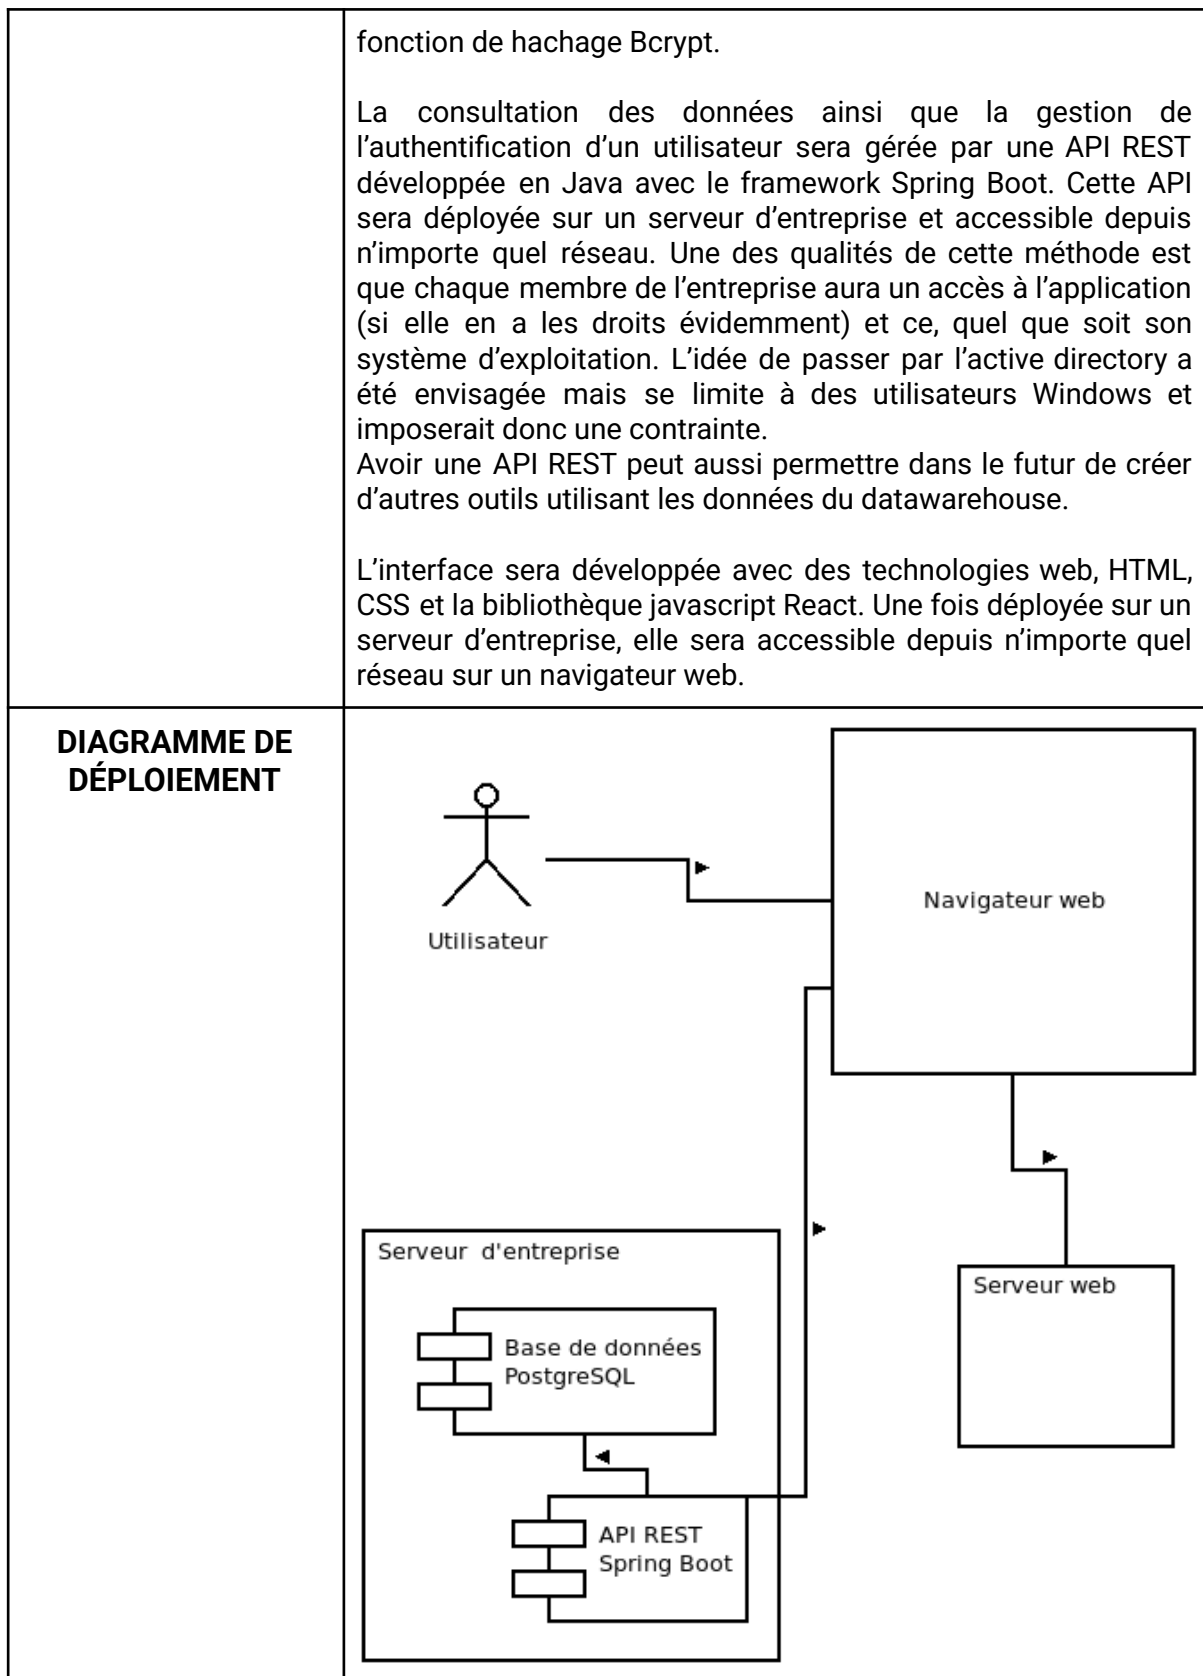 fonction de hachage Bcrypt.
La consultation des données ainsi que la gestion de
l’authentification d’un utilisateur sera gérée par une API REST
développée en Java avec le framework Spring Boot. Cette API
sera déployée sur un serveur d’entreprise et accessible depuis
n’importe quel réseau. Une des qualités de cette méthode est
que chaque membre de l’entreprise aura un accès à l’application
(si elle en a les droits évidemment) et ce, quel que soit son
système d’exploitation. L’idée de passer par l’active directory a
été envisagée mais se limite à des utilisateurs Windows et
imposerait donc une contrainte.
Avoir une API REST peut aussi permettre dans le futur de créer
d’autres outils utilisant les données du datawarehouse.
L’interface sera développée avec des technologies web, HTML,
CSS et la bibliothèque javascript React. Une fois déployée sur un
serveur d’entreprise, elle sera accessible depuis n’importe quel
réseau sur un navigateur web.
DIAGRAMME DE
DÉPLOIEMENT
Navigateur web
Utilisateur
Serveur d'entreprise
Serveur web
Base de données
PostgreSQL
API REST
Spring Boot